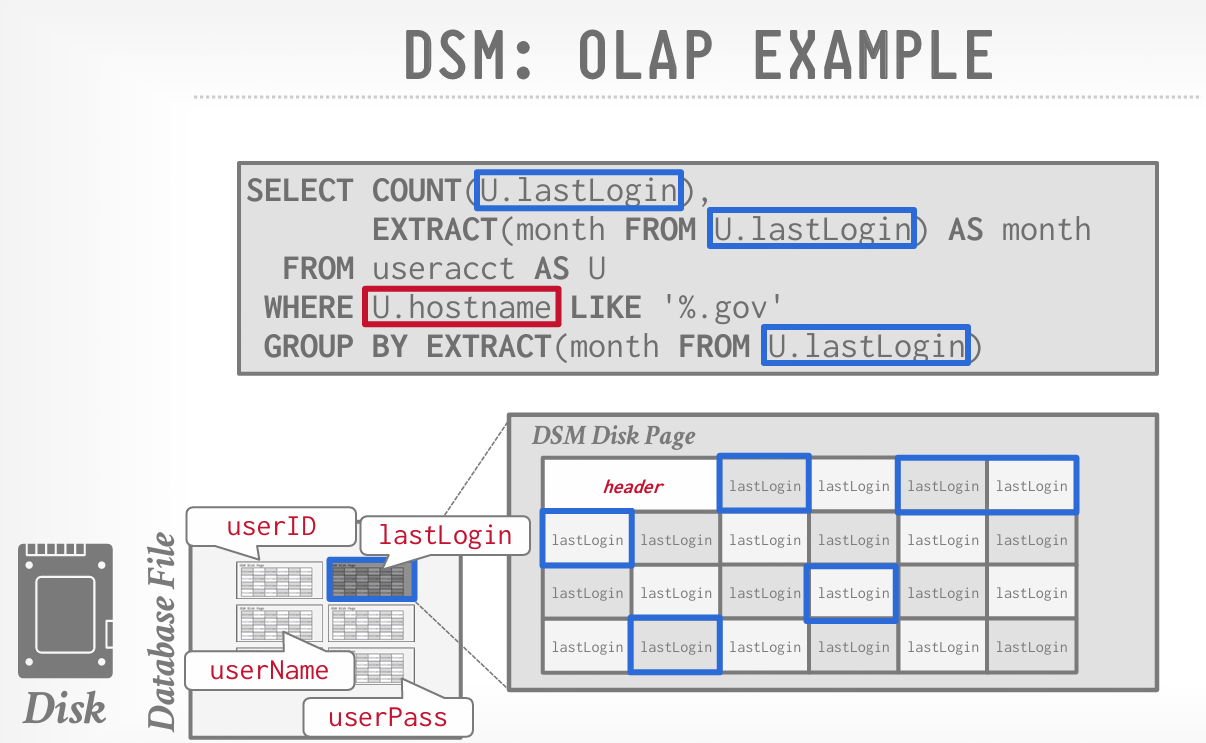 DSM: OLAP EXAMPLE
SELECT COUNT(U.lastLogin),
EXTRACT(month FROM U.lastLogin) AS month
FROM useracct AS U
WHERE U.hostname LIKE '%.gov'
GROUP BY EXTRACT(month FROM U.lastLogin)
DSM Disk Page
header lastLogin lastLogin lastLogin lastLogin
lastLogin lastLogin lastLogin lastLogin lastLogin lastLogin
lastLogin lastLogin lastLogin lastLogin lastLogin lastLogin
lastLogin lastLogin lastLogin lastLogin lastLogin lastLogin
userID
lastLogin
userName
userPass
Database File
Disk